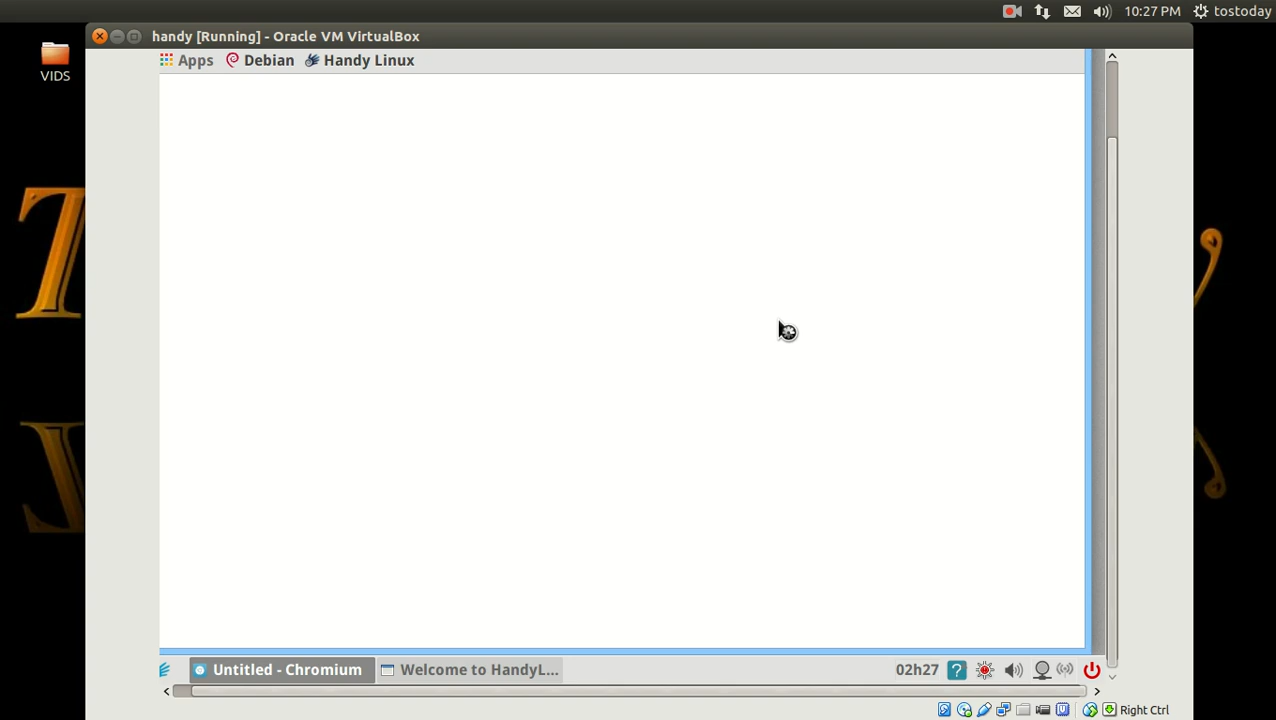 10:27 PM tostoday
handy [Running] - Oracle VM VirtualBox
VIDS
Apps Debian Handy Linux
Untitled - Chromium Welcome to HandyL... 02h27 ?
Right Ctrl